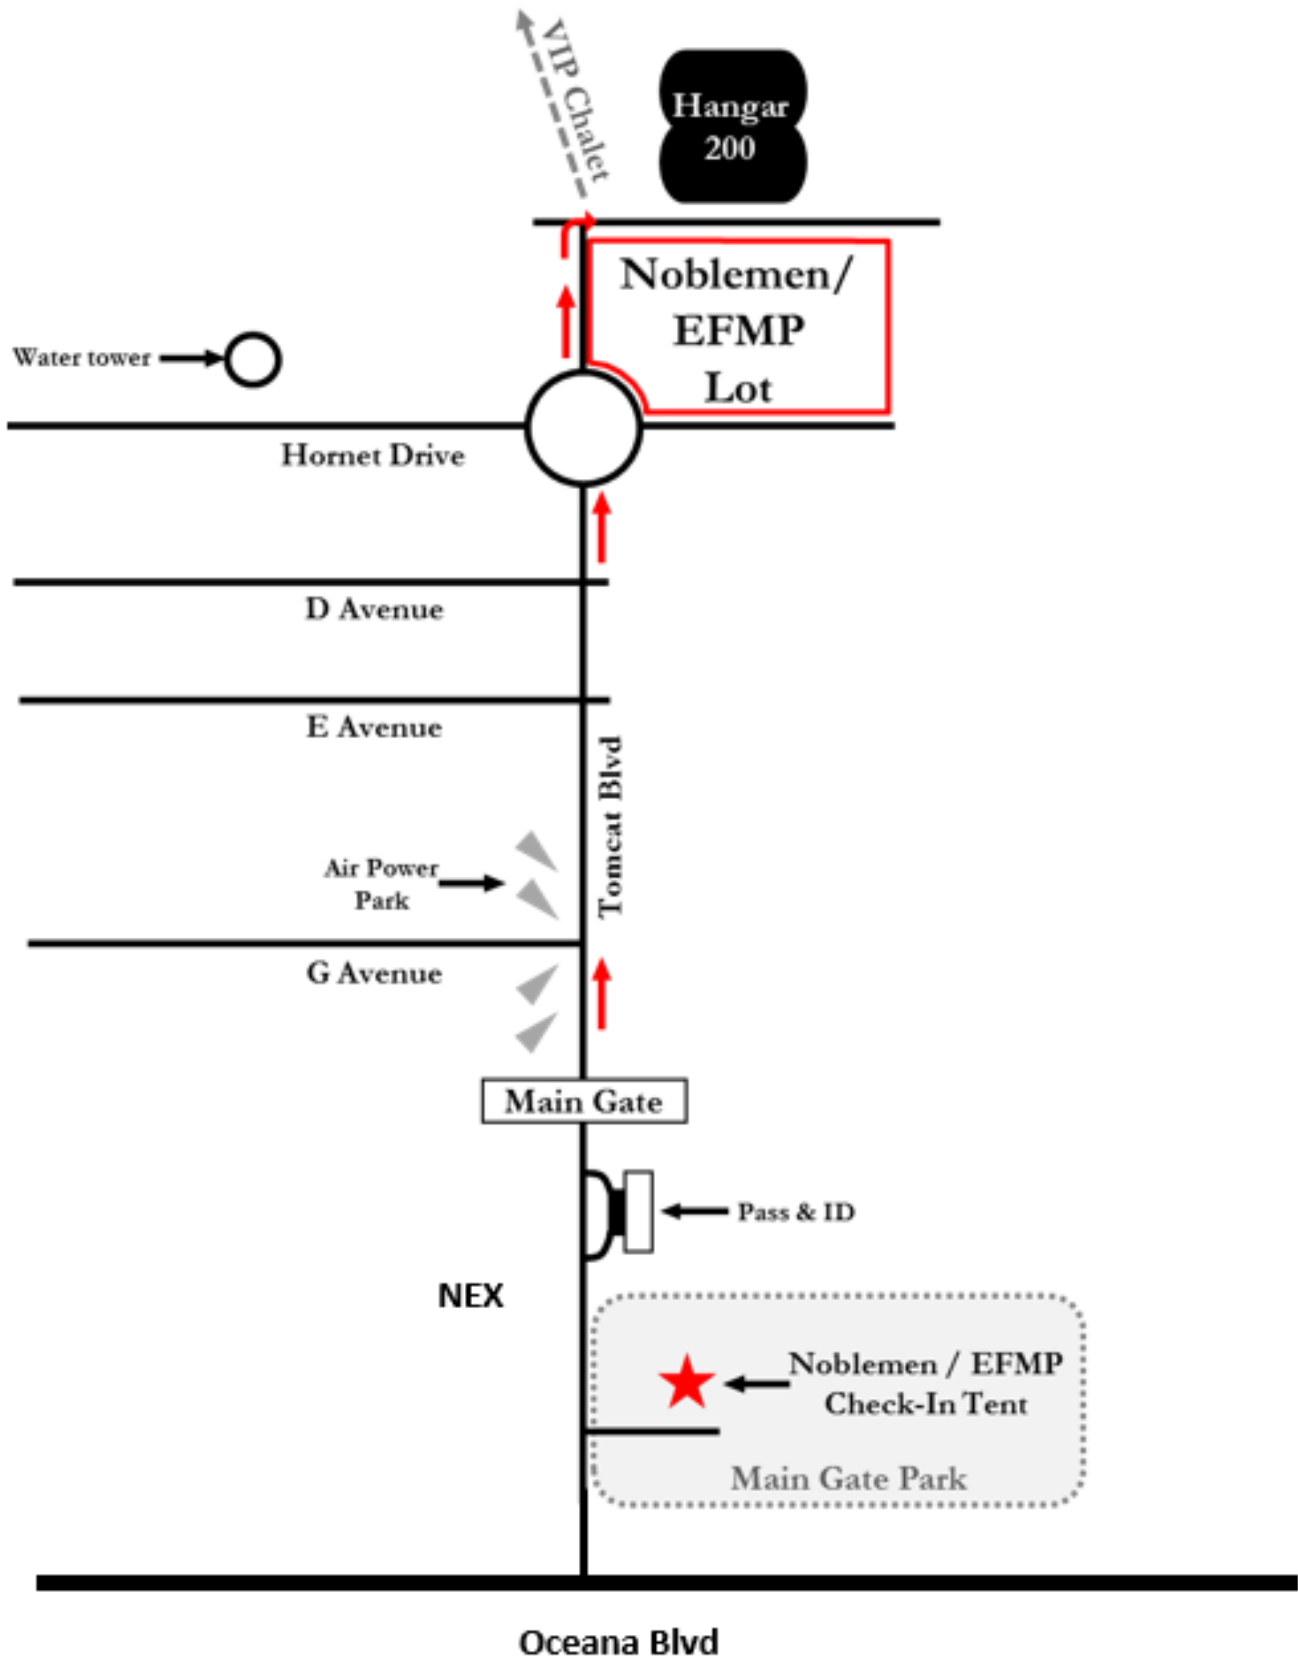 VIP Chalet
Hangar
200
Noblemen/
EFMP
Lot
Water tower
Hornet Drive
D Avenue
E Avenue
Tomcat Blvd
Air Power
Park
G Avenue
Main Gate
Pass & ID
NEX
Noblemen / EFMP
Check-In Tent
Main Gate Park
Oceana Blvd